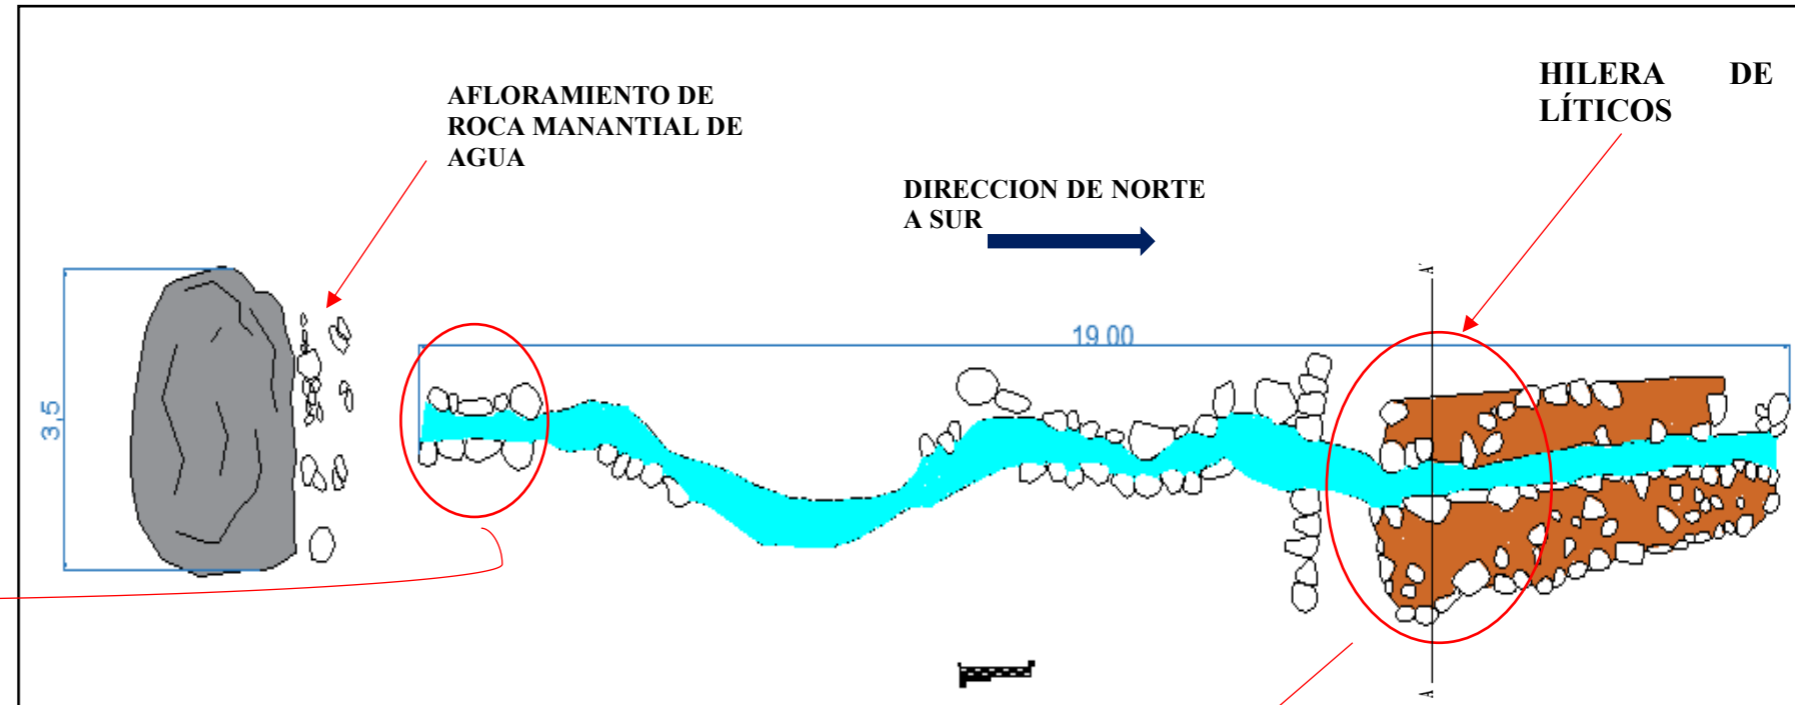 AFLORAMIENTO DE
ROCA MANANTIAL DE
AGUA
HILERA DE
LÍTICOS
DIRECCION DE NORTE
A SUR
19.00
3,5
A'
A